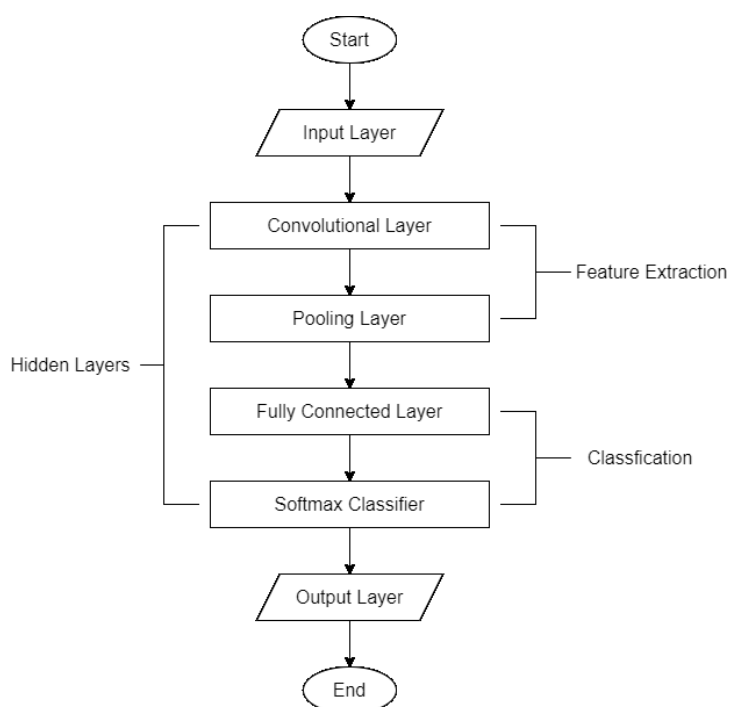 Start
Input Layer
Convolutional Layer
Feature Extraction
Pooling Layer
Hidden Layers
Fully Connected Layer
Classfication
Softmax Classifier
Output Layer
End